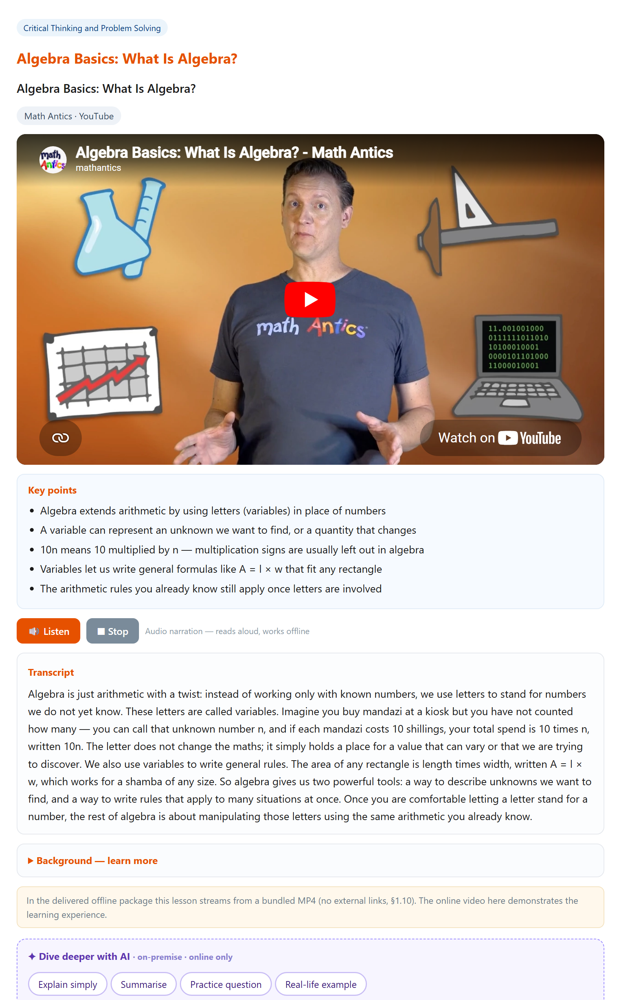 Critical Thinking and Problem Solving
Algebra Basics: What Is Algebra?
Algebra Basics: What Is Algebra?
Math Antics · YouTube
math Antics
Algebra Basics: What Is Algebra? - Math Antics
mathantics
math Antics
11.001001000
0111111011010
10100010001
0000101101000
11000010001
Watch on YouTube
Key points
• Algebra extends arithmetic by using letters (variables) in place of numbers
• A variable can represent an unknown we want to find, or a quantity that changes
• 10n means 10 multiplied by n — multiplication signs are usually left out in algebra
• Variables let us write general formulas like A = l × w that fit any rectangle
• The arithmetic rules you already know still apply once letters are involved
🔊 Listen
■ Stop
Audio narration — reads aloud, works offline
Transcript
Algebra is just arithmetic with a twist: instead of working only with known numbers, we use letters to stand for numbers
we do not yet know. These letters are called variables. Imagine you buy mandazi at a kiosk but you have not counted
how many — you can call that unknown number n, and if each mandazi costs 10 shillings, your total spend is 10 times n,
written 10n. The letter does not change the maths; it simply holds a place for a value that can vary or that we are trying
to discover. We also use variables to write general rules. The area of any rectangle is length times width, written A = l ×
w, which works for a shamba of any size. So algebra gives us two powerful tools: a way to describe unknowns we want to
find, and a way to write rules that apply to many situations at once. Once you are comfortable letting a letter stand for a
number, the rest of algebra is about manipulating those letters using the same arithmetic you already know.
▶ Background — learn more
In the delivered offline package this lesson streams from a bundled MP4 (no external links, §1.10). The online video here demonstrates the
learning experience.
✦ Dive deeper with AI · on-premise · online only
Explain simply
Summarise
Practice question
Real-life example